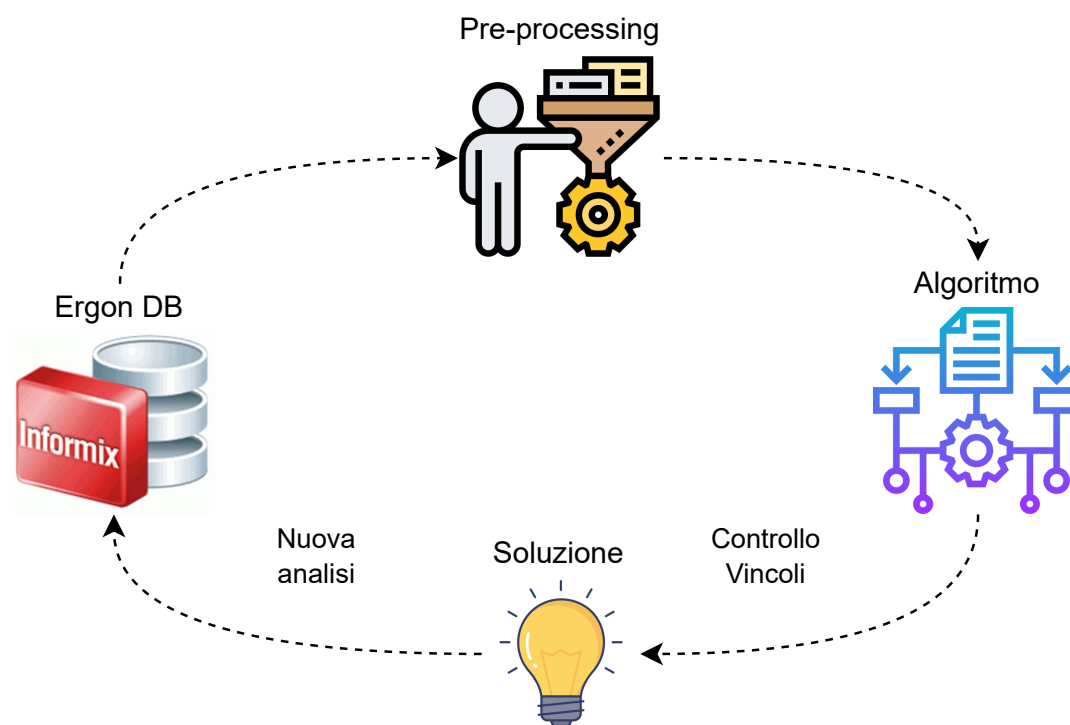 Pre-processing
Algoritmo
Ergon DB
Informix
Nuova
analisi
Soluzione
Controllo
Vincoli